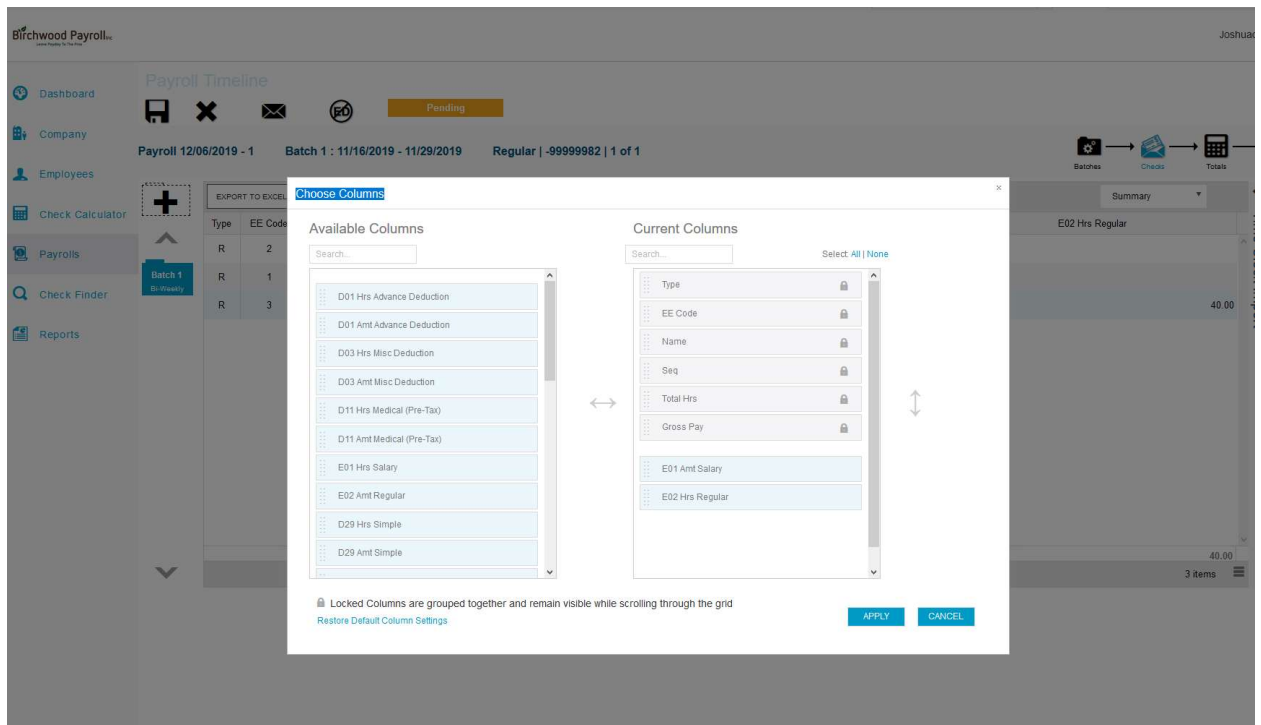 Birchwood Payroll
Joshuac
Dashboard
Company
Employees
Check Calculator
Payrolls
Check Finder
Reports
Payroll Timeline
Pending
Payroll 12/06/2019 - 1 Batch 1 : 11/16/2019 - 11/29/2019 Regular | -99999982 | 1 of 1
Batches Checks Totals
EXPORT TO EXCEL
Summary
Type EE Code E02 Hrs Regular
R 2
R 1
R 3 40.00
Batch 1
Bi-Weekly
40.00
3 items
Choose Columns
×
Available Columns
Search...
D01 Hrs Advance Deduction
D01 Amt Advance Deduction
D03 Hrs Misc Deduction
D03 Amt Misc Deduction
D11 Hrs Medical (Pre-Tax)
D11 Amt Medical (Pre-Tax)
E01 Hrs Salary
E02 Amt Regular
D29 Hrs Simple
D29 Amt Simple
Current Columns
Search...
Select: All | None
Type
EE Code
Name
Seq
Total Hrs
Gross Pay
E01 Amt Salary
E02 Hrs Regular
Locked Columns are grouped together and remain visible while scrolling through the grid
Restore Default Column Settings
APPLY CANCEL